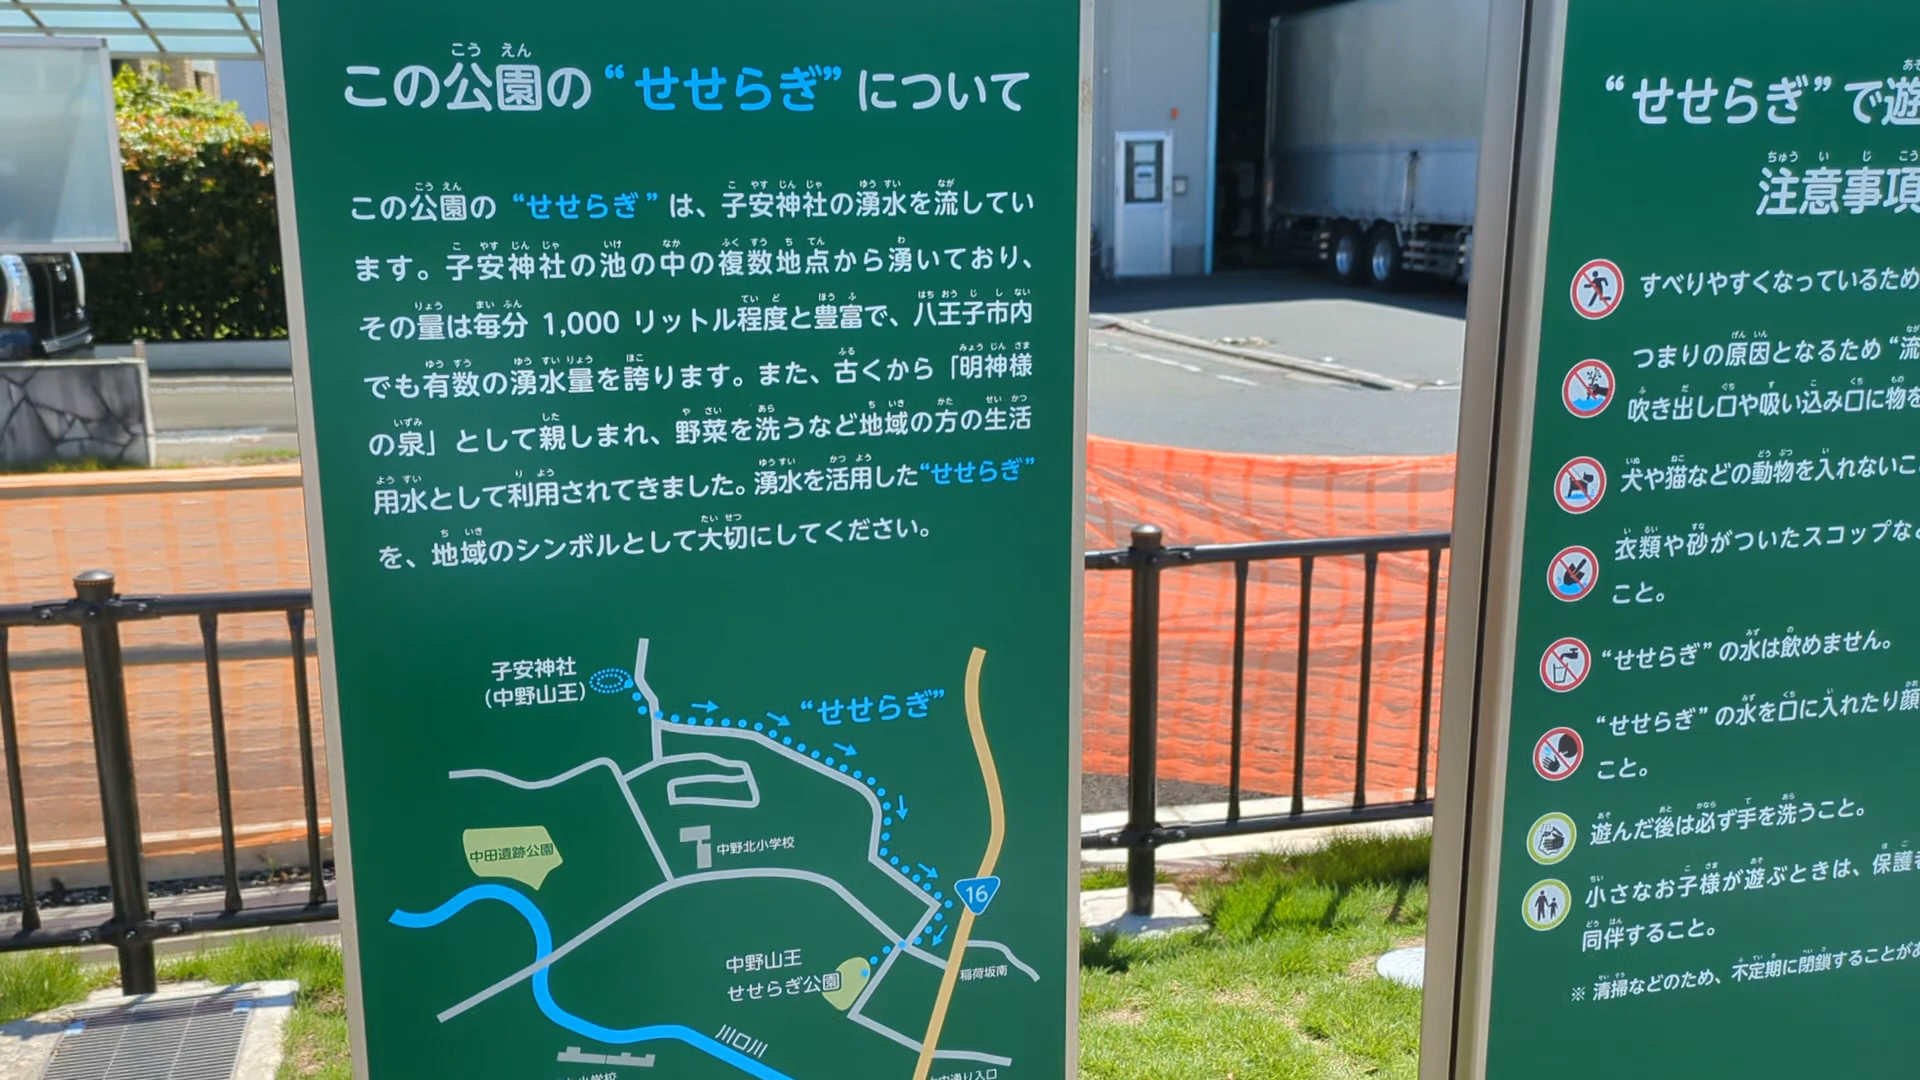 この公園の“せせらぎ”について
この公園の“せせらぎ”は、子安神社の湧水を流してい
ます。子安神社の池の中の複数地点から湧いており、
その量は毎分 1,000 リットル程度と豊富で、八王子市内
でも有数の湧水量を誇ります。また、古くから「明神様
の泉」として親しまれ、野菜を洗うなど地域の方の生活
用水として利用されてきました。湧水を活用した“せせらぎ”
を、地域のシンボルとして大切にしてください。
子安神社
(中野山王)
“せせらぎ”
中野北小学校
中田遺跡公園
16
中野山王
せせらぎ公園
稲荷坂南
川口川
小学校
通り入口
“せせらぎ”で遊
注意事項
すべりやすくなっているため
つまりの原因となるため“流
吹き出し口や吸い込み口に物を
犬や猫などの動物を入れないこ
衣類や砂がついたスコップな
こと。
“せせらぎ”の水は飲めません。
“せせらぎ”の水を口に入れたり顔
こと。
遊んだ後は必ず手を洗うこと。
小さなお子様が遊ぶときは、保護
同伴すること。
※ 清掃などのため、不定期に閉鎖することが